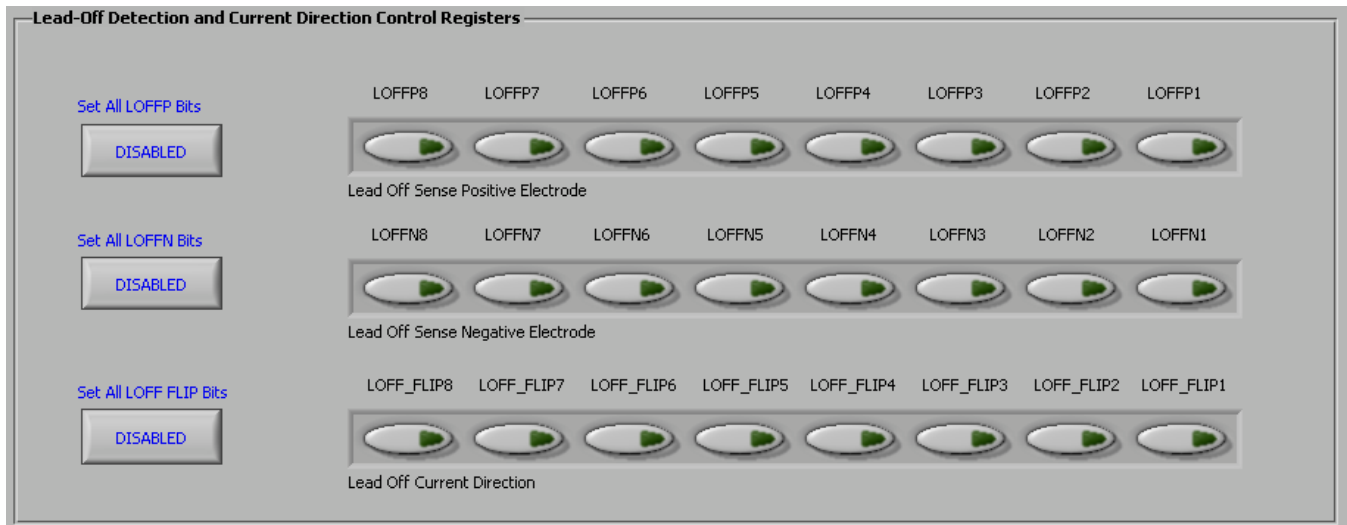 Lead-Off Detection and Current Direction Control Registers
Set All LOFFP Bits
DISABLED
LOFFP8 LOFFP7 LOFFP6 LOFFP5 LOFFP4 LOFFP3 LOFFP2 LOFFP1
Lead Off Sense Positive Electrode
Set All LOFFN Bits
DISABLED
LOFFN8 LOFFN7 LOFFN6 LOFFN5 LOFFN4 LOFFN3 LOFFN2 LOFFN1
Lead Off Sense Negative Electrode
Set All LOFF FLIP Bits
DISABLED
LOFF_FLIP8 LOFF_FLIP7 LOFF_FLIP6 LOFF_FLIP5 LOFF_FLIP4 LOFF_FLIP3 LOFF_FLIP2 LOFF_FLIP1
Lead Off Current Direction